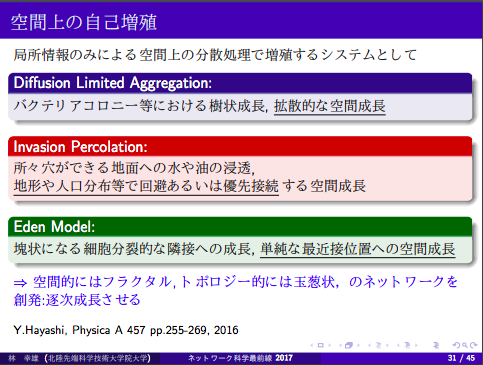 空間上の自己増殖
局所情報のみによる空間上の分散処理で増殖するシステムとして
Diffusion Limited Aggregation:
バクテリアコロニー等における樹状成長, 拡散的な空間成長
Invasion Percolation:
所々穴ができる地面への水や油の浸透,
地形や人口分布等で回避あるいは優先接続 する空間成長
Eden Model:
塊状になる細胞分裂的な隣接への成長, 単純な最近接位置への空間成長
⇒ 空間的にはフラクタル, トポロジー的には玉葱状, のネットワークを
創発:逐次成長させる
Y.Hayashi, Physica A 457 pp.255-269, 2016
林 幸雄 (北陸先端科学技術大学院大学) ネットワーク科学最前線 2017 31 / 45